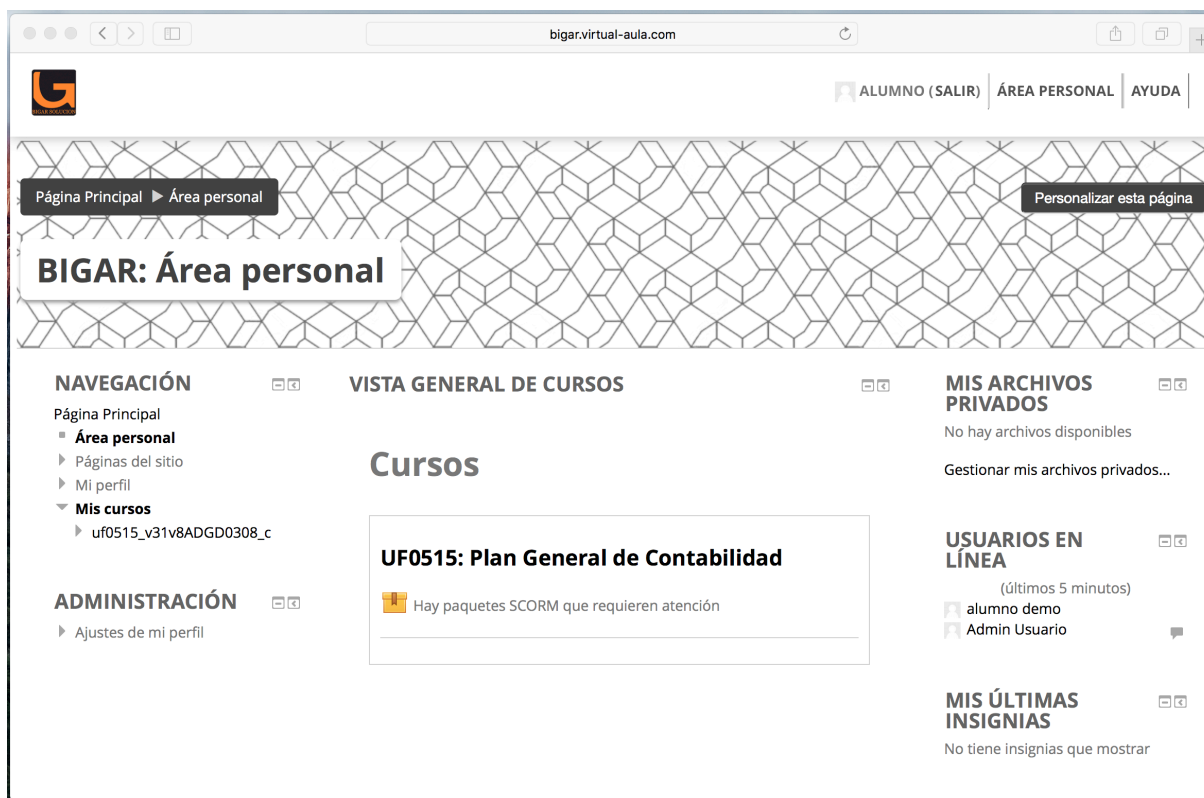 bigar.virtual-aula.com
BIGAR SOLUCION
ALUMNO (SALIR)
ÁREA PERSONAL
AYUDA
Página Principal ▶ Área personal
Personalizar esta página
BIGAR: Área personal
NAVEGACIÓN
Página Principal
Área personal
Páginas del sitio
Mi perfil
Mis cursos
uf0515_v31v8ADGD0308_c
ADMINISTRACIÓN
Ajustes de mi perfil
VISTA GENERAL DE CURSOS
Cursos
UF0515: Plan General de Contabilidad
Hay paquetes SCORM que requieren atención
MIS ARCHIVOS
PRIVADOS
No hay archivos disponibles
Gestionar mis archivos privados...
USUARIOS EN
LÍNEA
(últimos 5 minutos)
alumno demo
Admin Usuario
MIS ÚLTIMAS
INSIGNIAS
No tiene insignias que mostrar